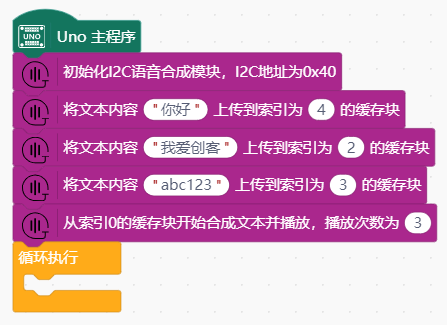 UNO
Uno 主程序
初始化I2C语音合成模块，I2C地址为0x40
将文本内容 "你好" 上传到索引为 4 的缓存块
将文本内容 "我爱创客" 上传到索引为 2 的缓存块
将文本内容 "abc123" 上传到索引为 3 的缓存块
从索引0的缓存块开始合成文本并播放，播放次数为 3
循环执行